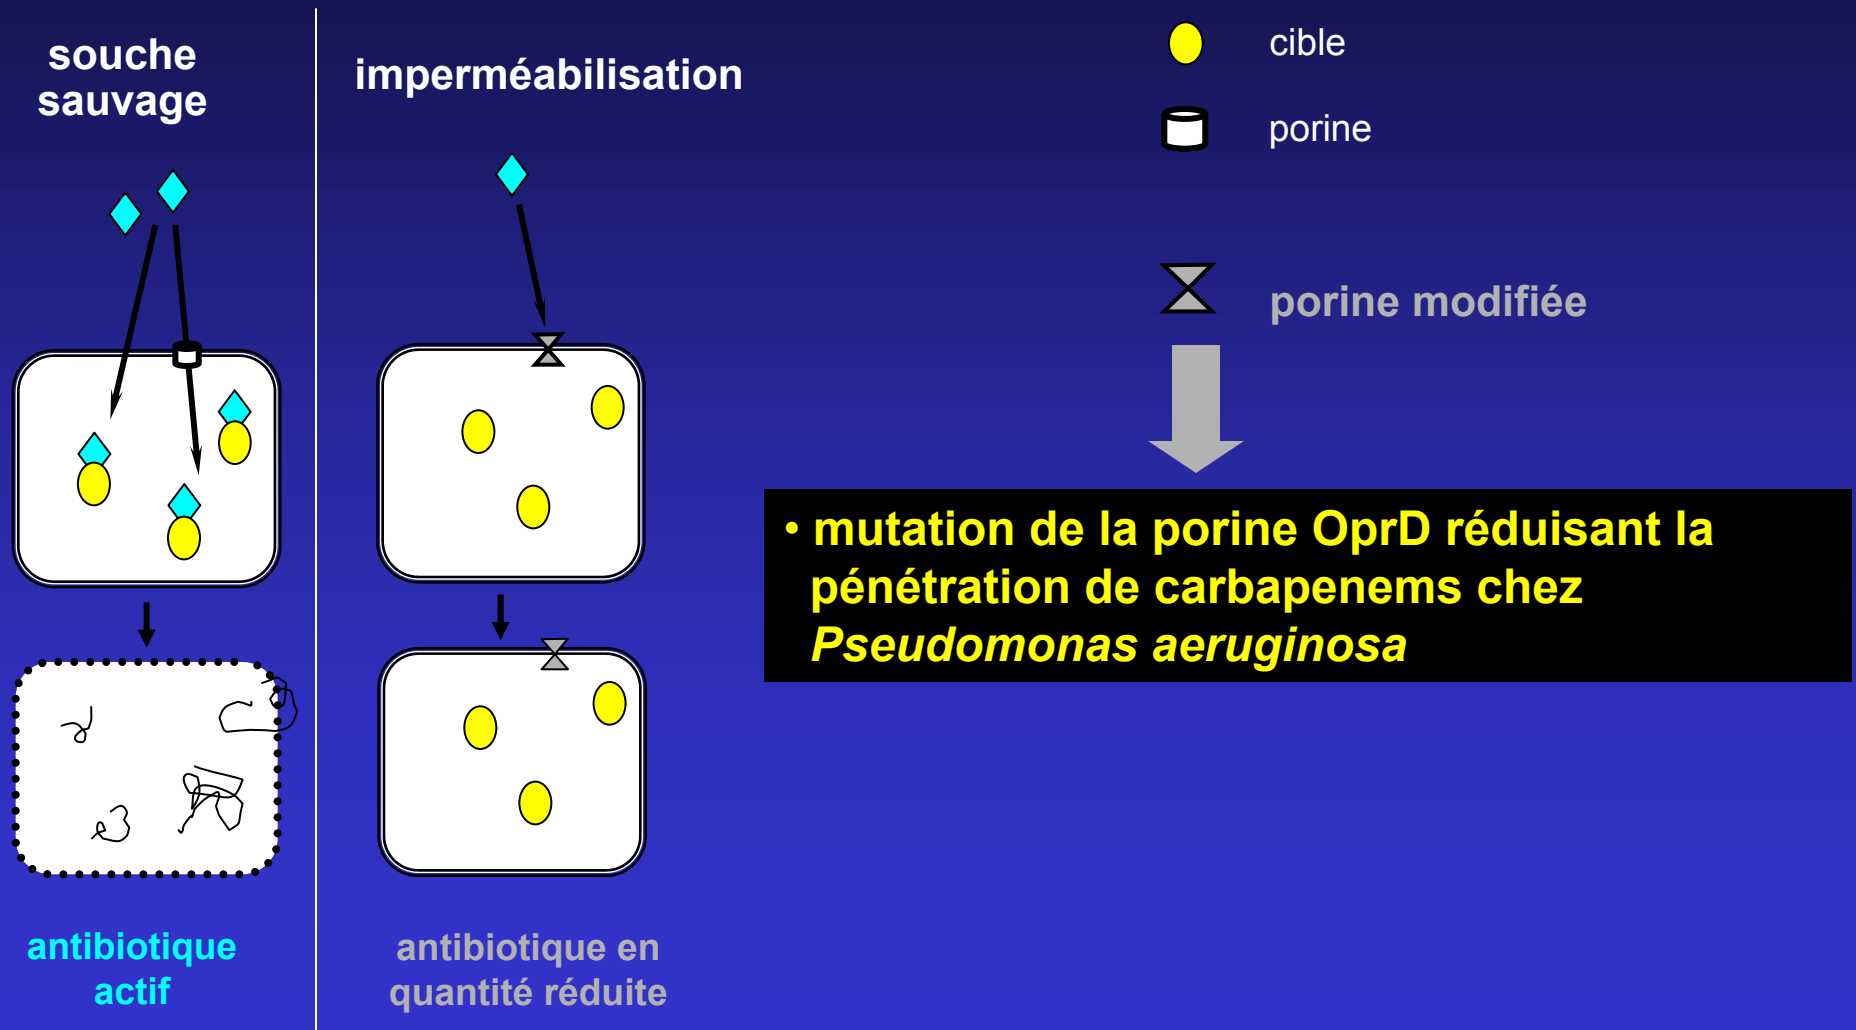 souche
sauvage
imperméabilisation
cible
porine
porine modifiée
• mutation de la porine OprD réduisant la
pénétration de carbapenems chez
Pseudomonas aeruginosa
antibiotique
actif
antibiotique en
quantité réduite